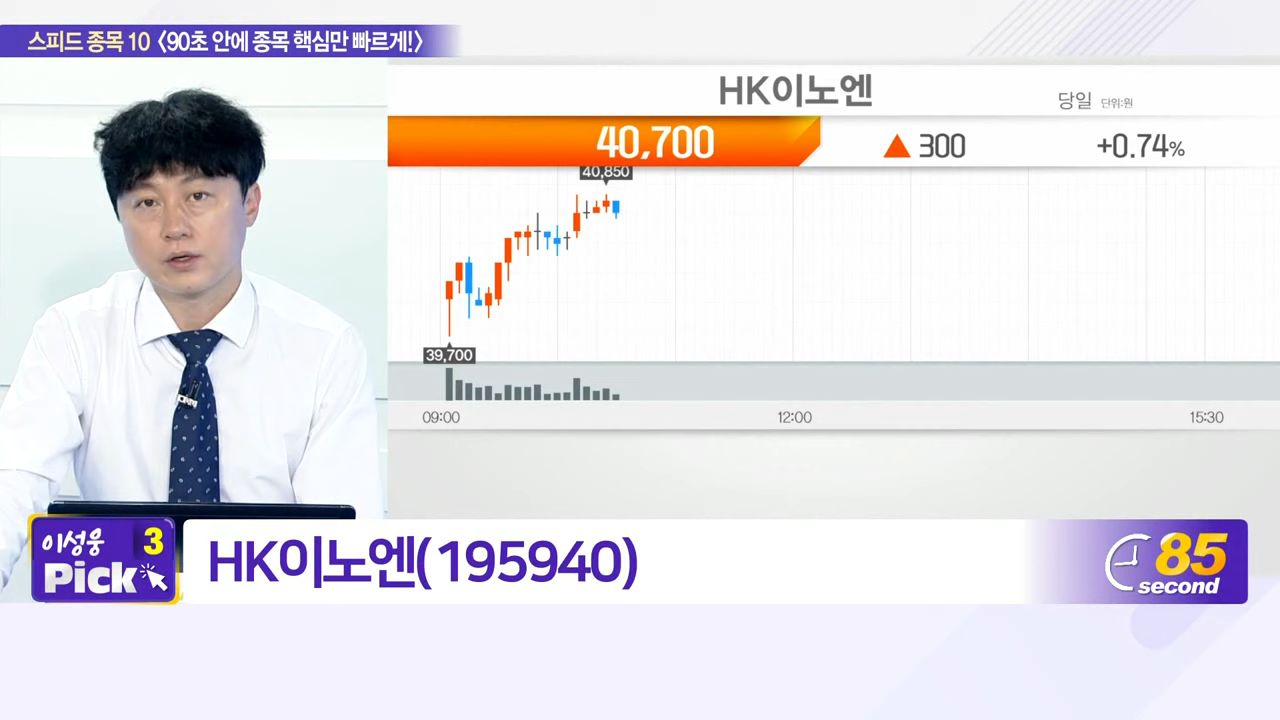 스피드 종목 10 <90초 안에 종목 핵심만 빠르게!>
HK이노엔
당일 단위:원
40,700 ▲ 300 +0.74%
40,850
39,700
09:00 12:00 15:30
이성웅 3
Pick
HK이노엔(195940)
85
second